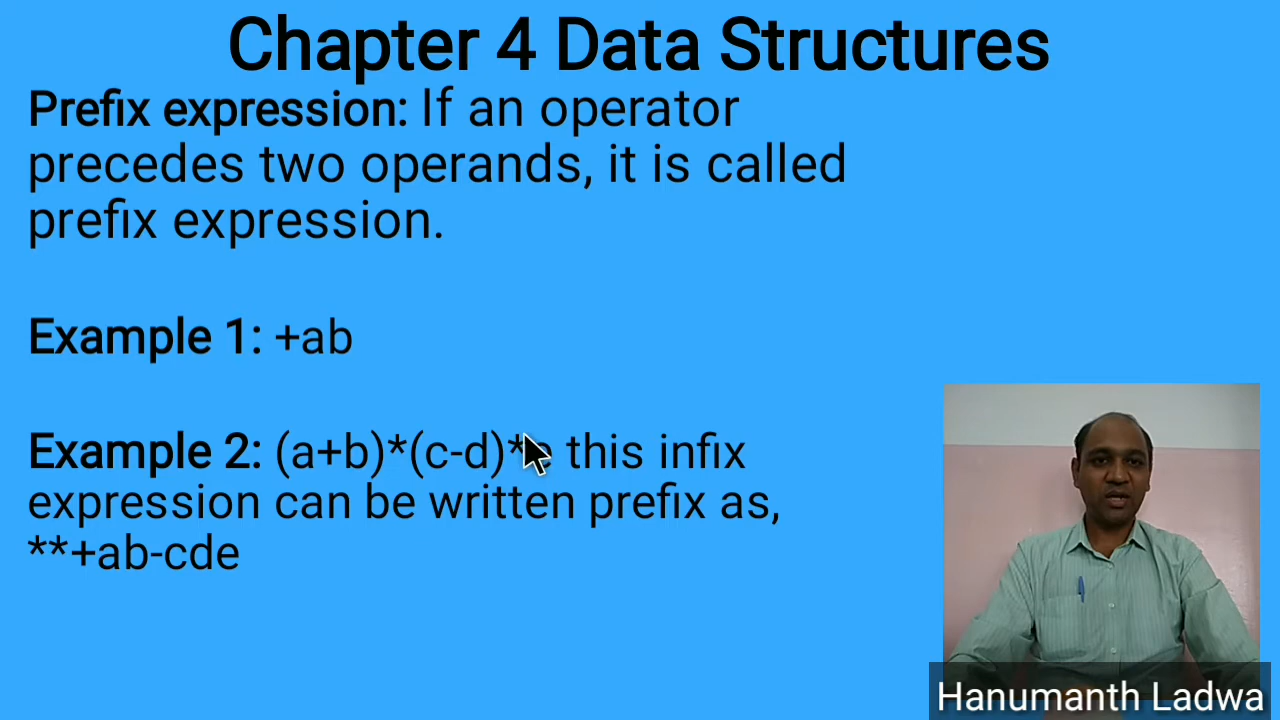 Chapter 4 Data Structures
Prefix expression: If an operator
precedes two operands, it is called
prefix expression.
Example 1: +ab
Example 2: (a+b)*(c-d)* this infix
expression can be written prefix as,
**+ab-cde
Hanumanth Ladwa